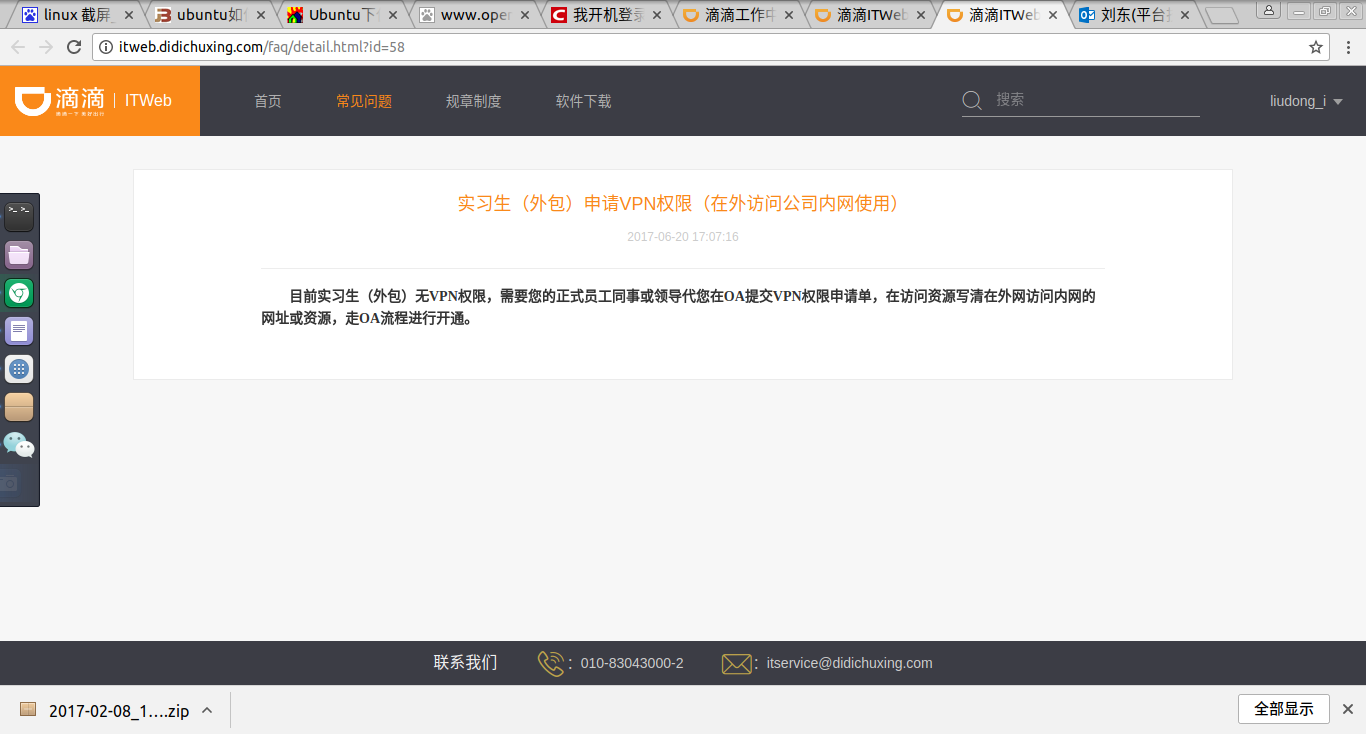 linux 截屏_
ubuntu如
Ubuntu下
www.oper
我开机登录
滴滴工作中
滴滴ITWeb
滴滴ITWeb
刘东(平台
itweb.didichuxing.com/faq/detail.html?id=58
滴滴 | ITWeb
首页
常见问题
规章制度
软件下载
搜索
liudong_i
实习生（外包）申请VPN权限（在外访问公司内网使用）
2017-06-20 17:07:16
目前实习生（外包）无VPN权限，需要您的正式员工同事或领导代您在OA提交VPN权限申请单，在访问资源写清在外网访问内网的
网址或资源，走OA流程进行开通。
联系我们
：010-83043000-2
：itservice@didichuxing.com
2017-02-08_1....zip
全部显示